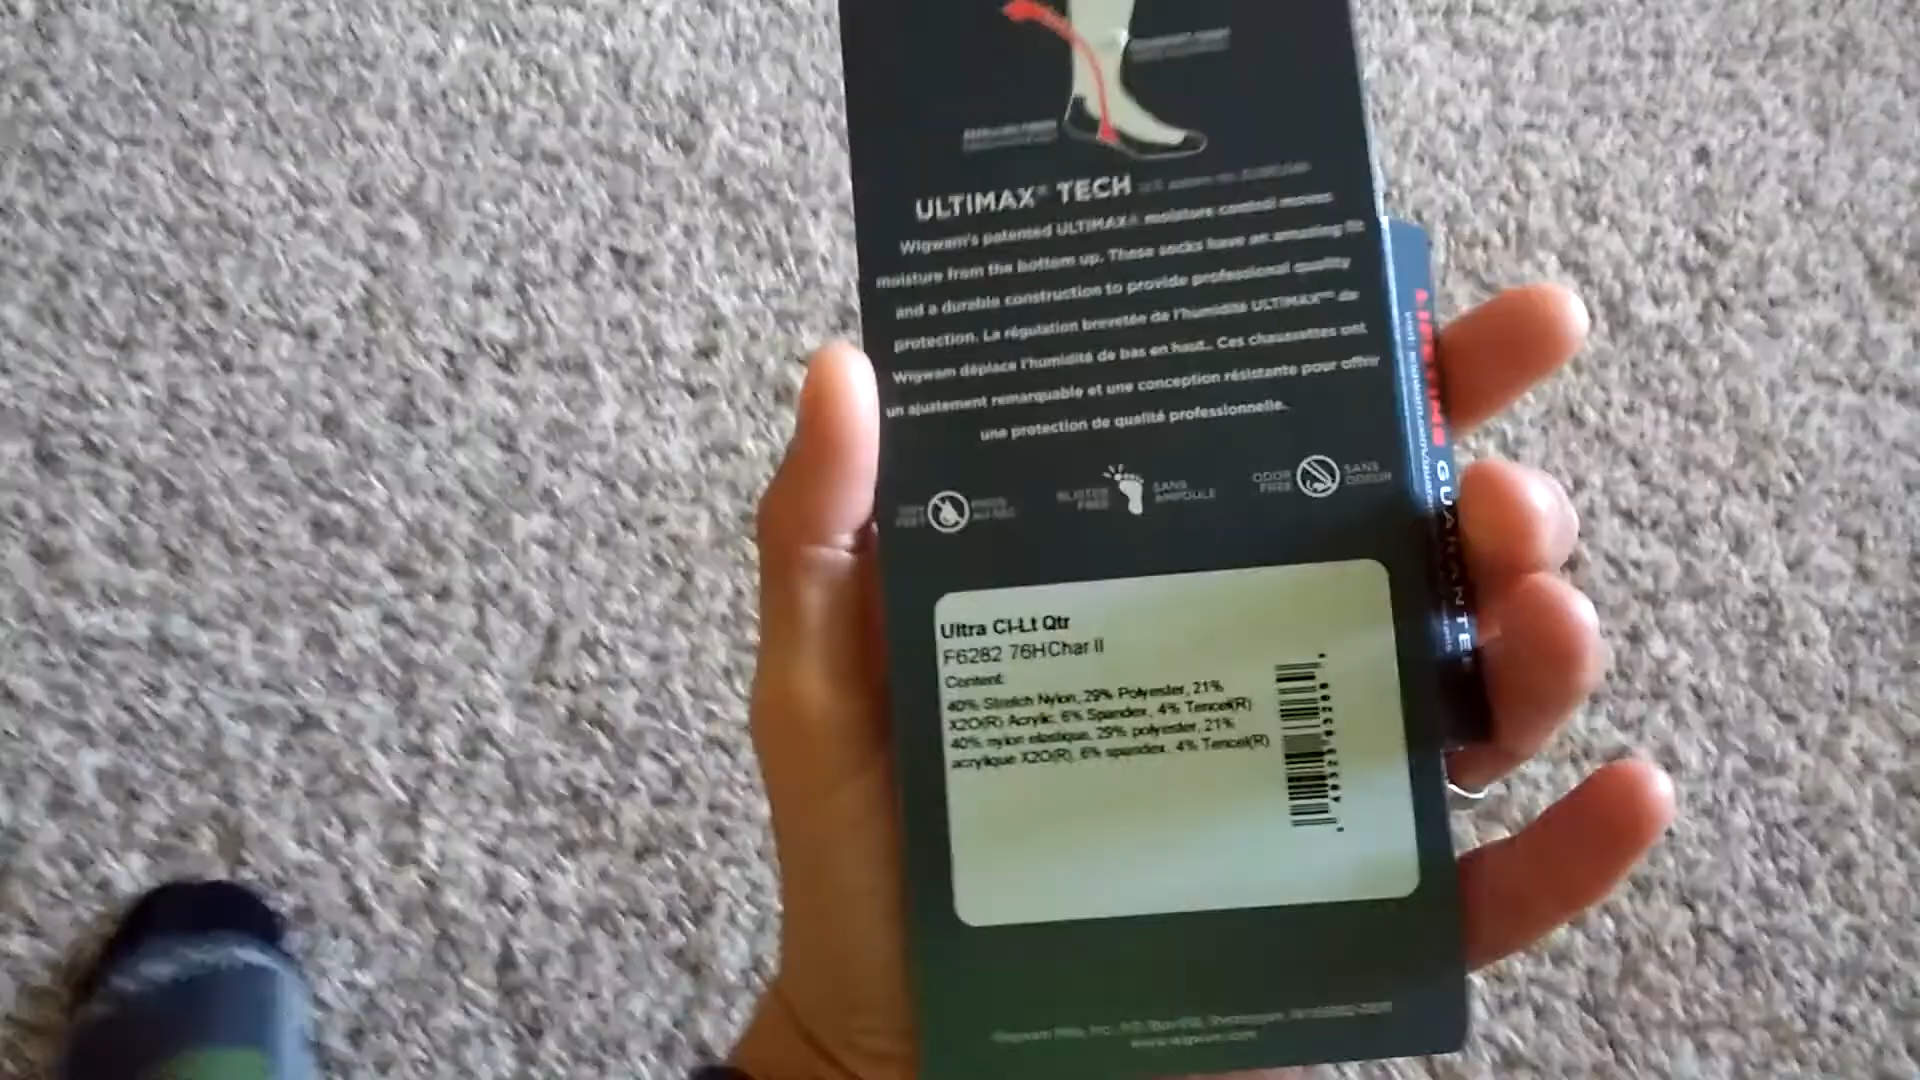 ULTIMAX® TECH
Wigwam's patented ULTIMAX® moisture control moves
moisture from the bottom up. These socks have an amazing fit
and a durable construction to provide professional quality
protection. La régulation brevetée de l'humidité ULTIMAX de
Wigwam déplace l'humidité de bas en haut. Ces chaussettes ont
un ajustement remarquable et une conception résistante pour offrir
une protection de qualité professionnelle.
BLISTER FREE SANS AMPOULE
ODOR FREE SANS ODEUR
Ultra Cl-Lt Qtr
F6282 76HChar II
Content:
40% Stretch Nylon, 29% Polyester, 21%
X2O(R) Acrylic, 6% Spandex, 4% Tencel(R)
40% nylon elastique, 29% polyester, 21%
acrylique X2O(R), 6% spandex, 4% Tencel(R)
www.wigwam.com
GUARANTEE